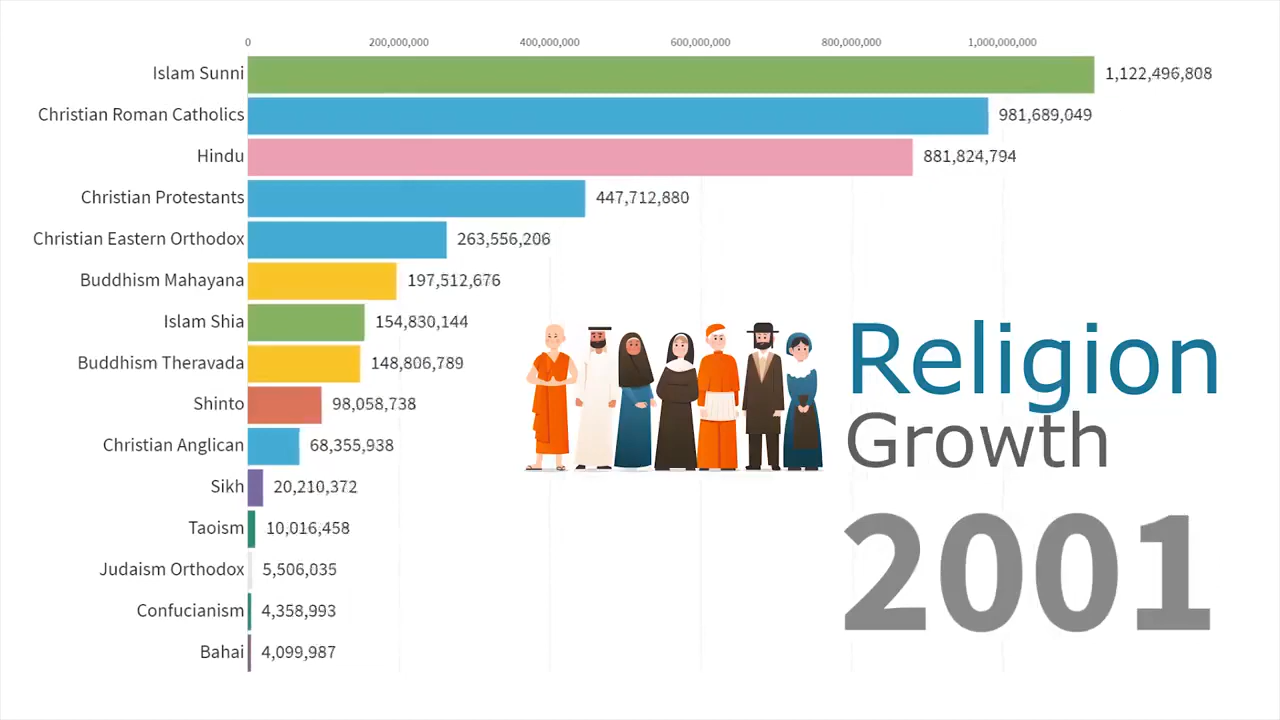 0 200,000,000 400,000,000 600,000,000 800,000,000 1,000,000,000
Islam Sunni 1,122,496,808
Christian Roman Catholics 981,689,049
Hindu 881,824,794
Christian Protestants 447,712,880
Christian Eastern Orthodox 263,556,206
Buddhism Mahayana 197,512,676
Islam Shia 154,830,144
Buddhism Theravada 148,806,789
Shinto 98,058,738
Christian Anglican 68,355,938
Sikh 20,210,372
Taoism 10,016,458
Judaism Orthodox 5,506,035
Confucianism 4,358,993
Bahai 4,099,987
Religion
Growth
2001